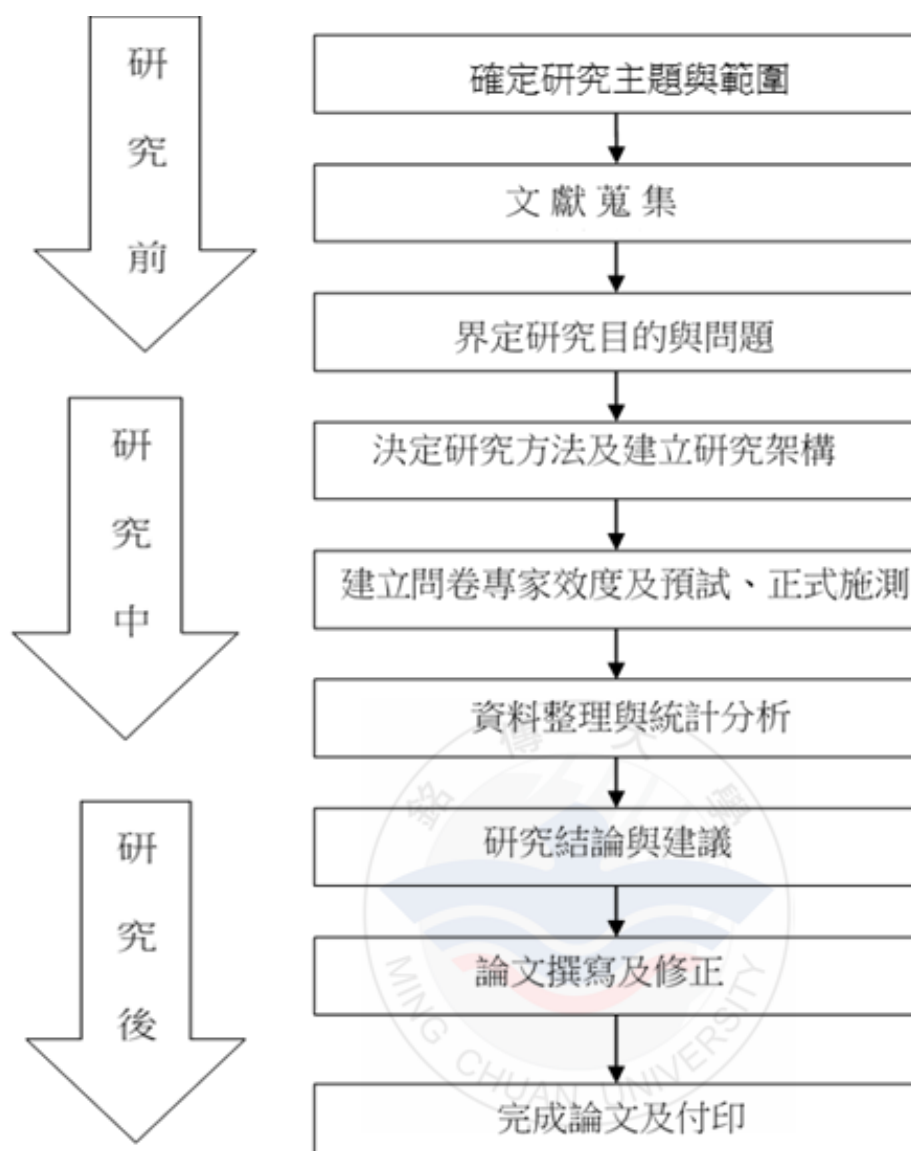 研究前
確定研究主題與範圍
文獻蒐集
界定研究目的與問題
研究中
決定研究方法及建立研究架構
建立問卷專家效度及預試、正式施測
資料整理與統計分析
研究後
研究結論與建議
論文撰寫及修正
完成論文及付印
銘傳大學
MING CHUAN UNIVERSITY